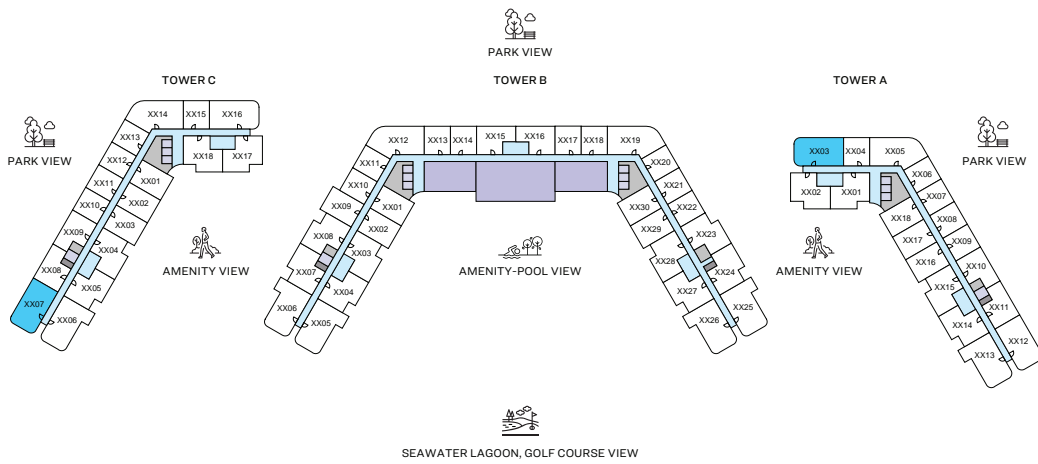 PARK VIEW
TOWER C
TOWER B
TOWER A
PARK VIEW
PARK VIEW
AMENITY VIEW
AMENITY-POOL VIEW
AMENITY VIEW
SEAWATER LAGOON, GOLF COURSE VIEW
XX14
XX15
XX16
XX13
XX18
XX17
XX12
XX01
XX11
XX02
XX10
XX03
XX09
XX04
XX08
XX05
XX07
XX06
XX12
XX13
XX14
XX15
XX16
XX17
XX18
XX19
XX11
XX20
XX10
XX01
XX21
XX30
XX09
XX02
XX22
XX29
XX08
XX03
XX23
XX28
XX07
XX04
XX24
XX27
XX06
XX05
XX25
XX26
XX03
XX04
XX05
XX02
XX01
XX06
XX07
XX18
XX08
XX17
XX09
XX16
XX10
XX15
XX11
XX14
XX12
XX13